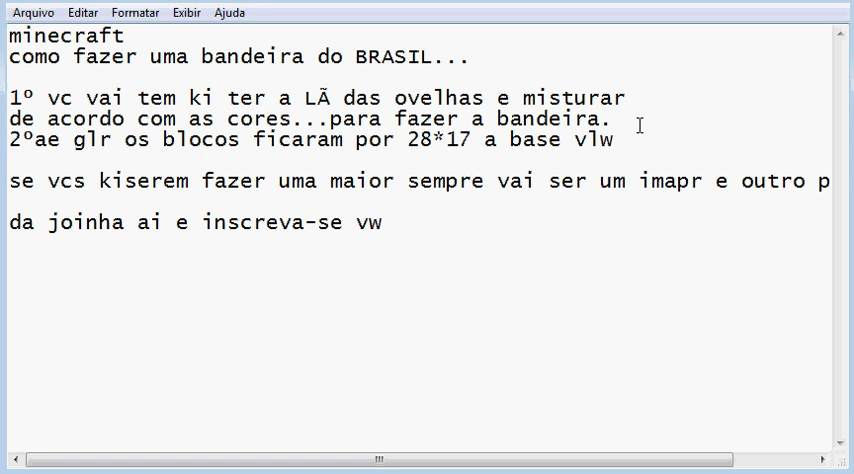 Arquivo Editar Formatar Exibir Ajuda
minecraft
como fazer uma bandeira do BRASIL...
1º vc vai tem ki ter a LÃ das ovelhas e misturar
de acordo com as cores...para fazer a bandeira.
2ºae glr os blocos ficaram por 28*17 a base vlw
se vcs kiserem fazer uma maior sempre vai ser um imapr e outro p
da joinha ai e inscreva-se vw